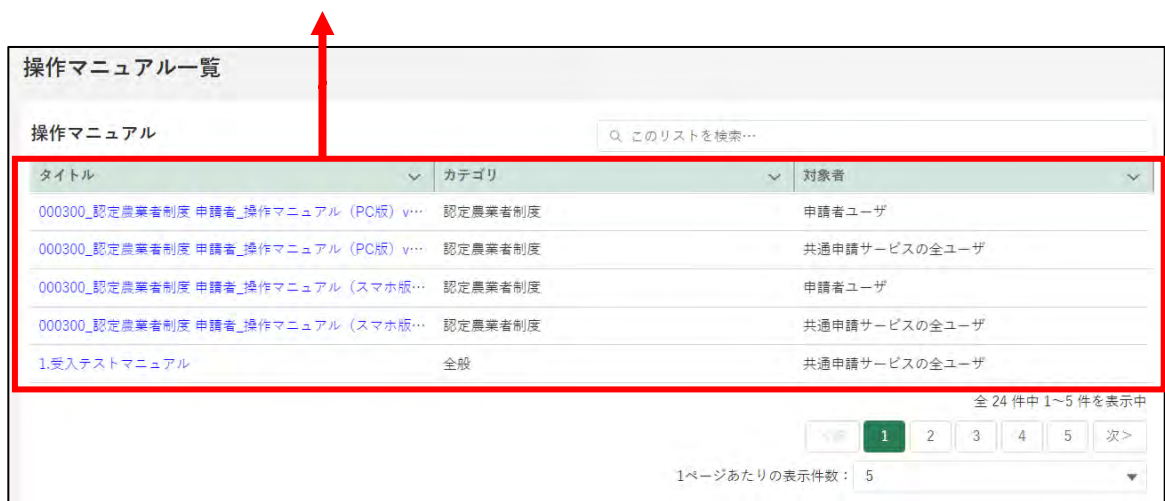 操作マニュアル一覧
操作マニュアル
このリストを検索…
タイトル カテゴリ 対象者
000300_認定農業者制度 申請者_操作マニュアル（PC版）v… 認定農業者制度 申請者ユーザ
000300_認定農業者制度 申請者_操作マニュアル（PC版）v… 認定農業者制度 共通申請サービスの全ユーザ
000300_認定農業者制度 申請者_操作マニュアル（スマホ版… 認定農業者制度 申請者ユーザ
000300_認定農業者制度 申請者_操作マニュアル（スマホ版… 認定農業者制度 共通申請サービスの全ユーザ
1.受入テストマニュアル 全般 共通申請サービスの全ユーザ
全 24 件中 1～5 件を表示中
<前 1 2 3 4 5 次>
1ページあたりの表示件数： 5